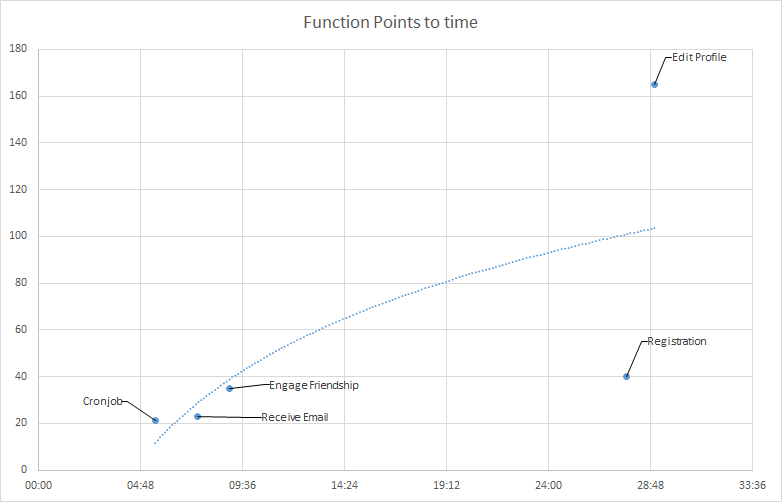 Function Points to time
180
Edit Profile
160
140
120
100
80
60
Registration
40
Engage Friendship
Cronjob
Receive Email
20
0
00:00 04:48 09:36 14:24 19:12 24:00 28:48 33:36